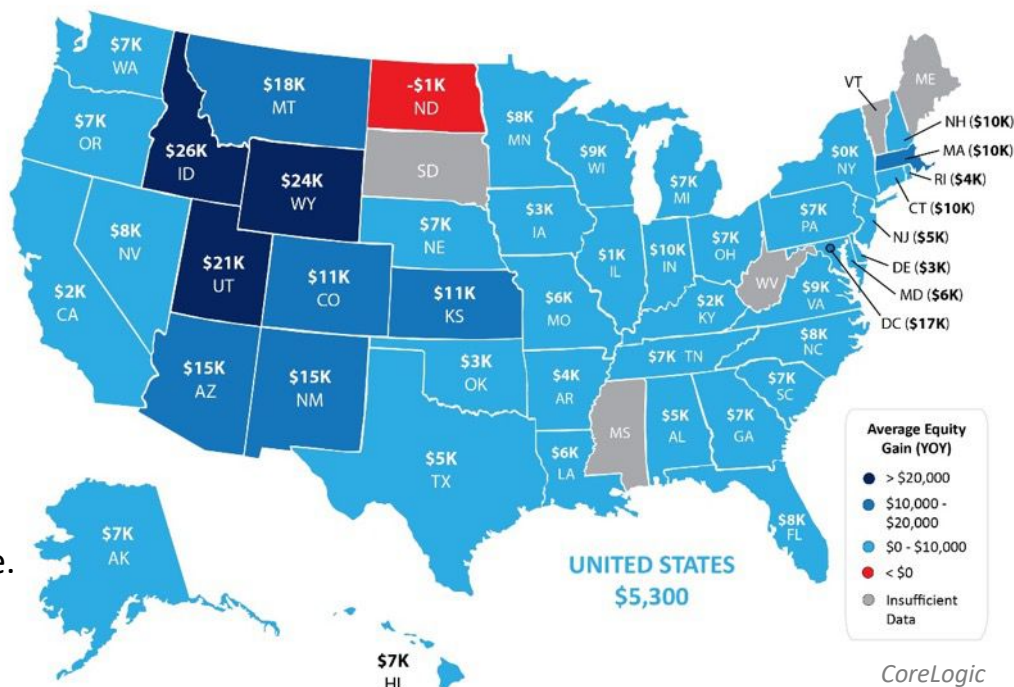 $7K
WA
$7K
OR
$2K
CA
$8K
NV
$26K
ID
$18K
MT
$24K
WY
$21K
UT
$11K
CO
$15K
AZ
$15K
NM
-$1K
ND
SD
$7K
NE
$11K
KS
$3K
OK
$5K
TX
$8K
MN
$3K
IA
$6K
MO
$4K
AR
$6K
LA
$9K
WI
$1K
IL
$7K
MI
$10K
IN
$7K
OH
$2K
KY
$7K TN
MS
$5K
AL
$7K
GA
$8K
FL
$7K
SC
$8K
NC
$9K
VA
WV
$7K
PA
$0K
NY
VT
ME
NH ($10K)
MA ($10K)
RI ($4K)
CT ($10K)
NJ ($5K)
DE ($3K)
MD ($6K)
DC ($17K)
$7K
AK
$7K
HI
e.
UNITED STATES
$5,300
Average Equity
Gain (YOY)
> $20,000
$10,000 -
$20,000
$0 - $10,000
< $0
Insufficient
Data
CoreLogic